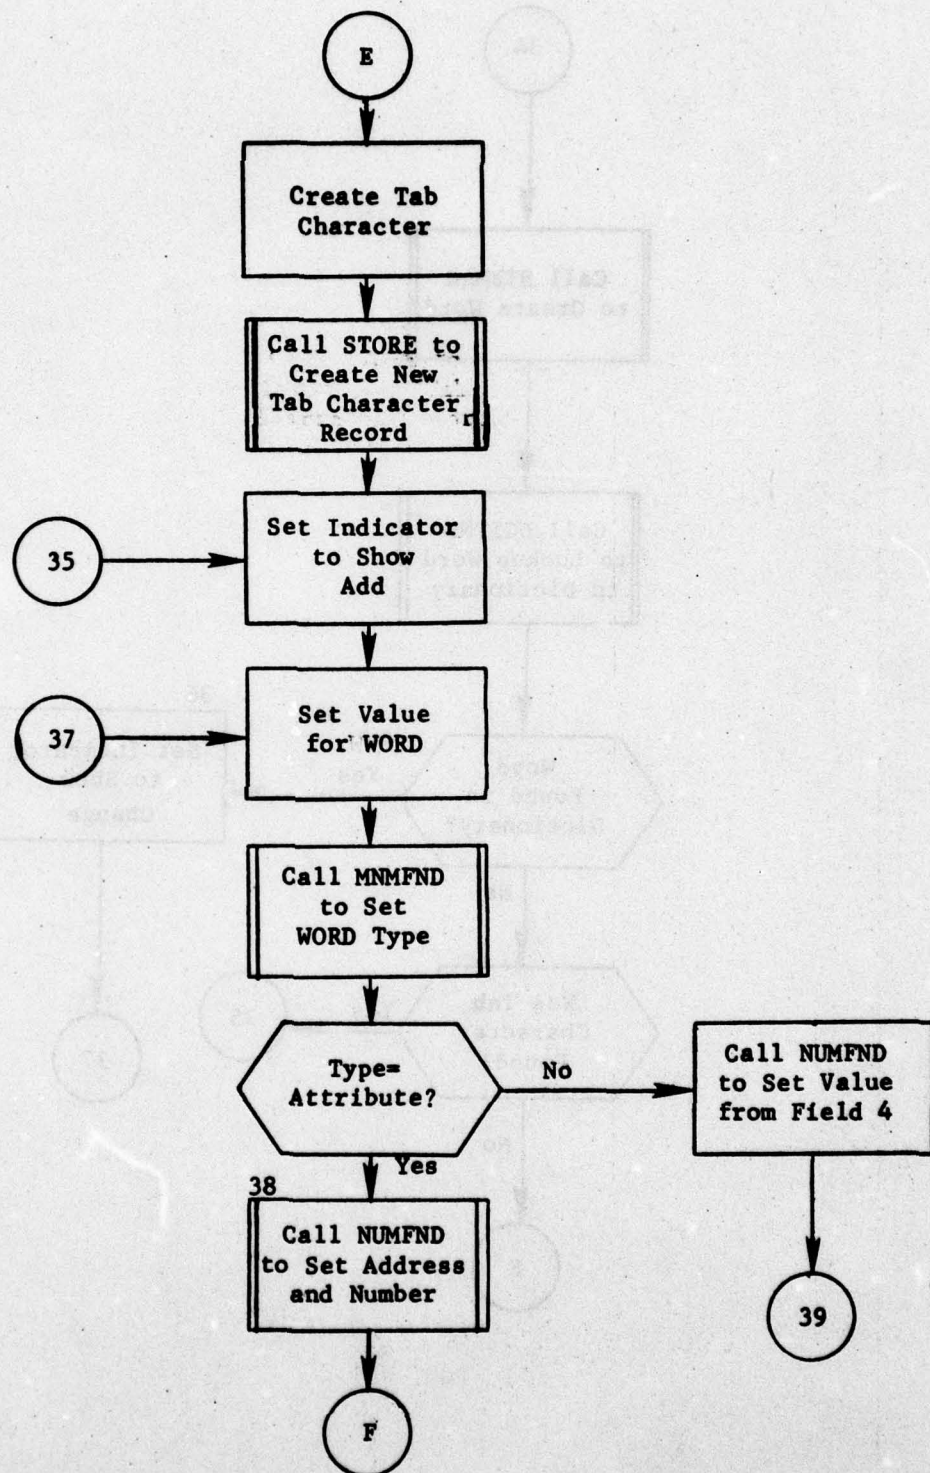 E
Create Tab
Character
Call STORE to
Create New
Tab Character
Record
35
Set Indicator
to Show
Add
37
Set Value
for WORD
Call MNMFND
to Set
WORD Type
Type=
Attribute?
No
Call NUMFND
to Set Value
from Field 4
Yes
38
Call NUMFND
to Set Address
and Number
39
F